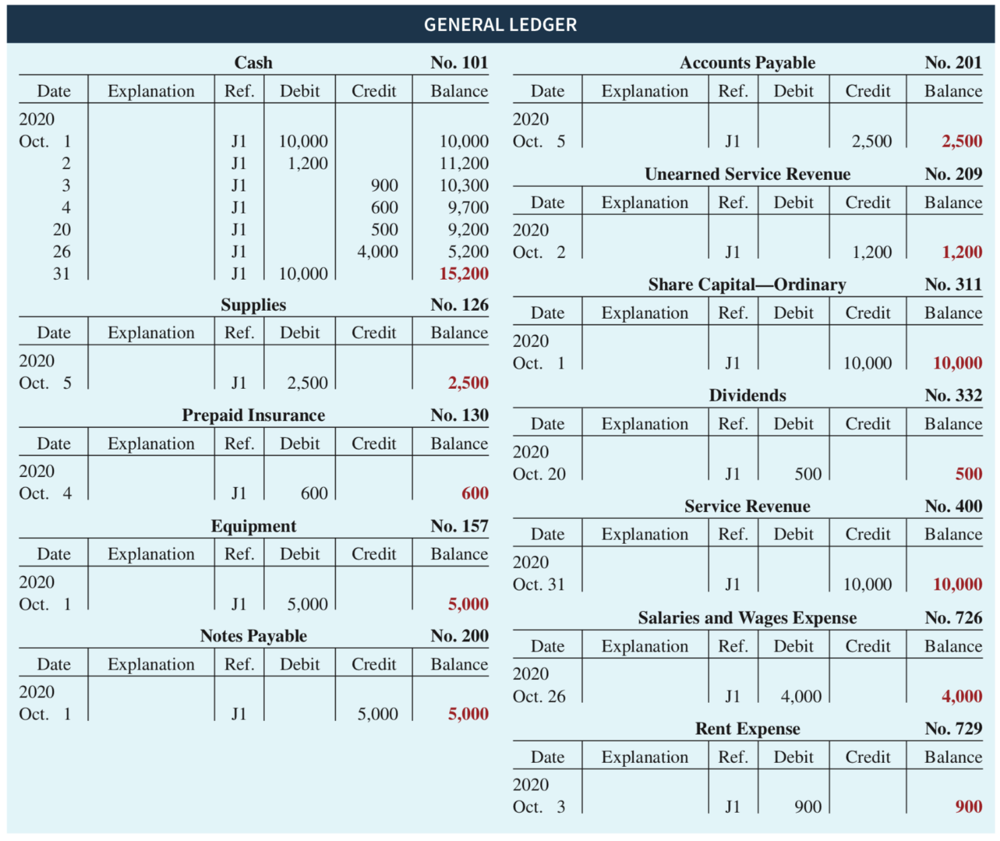 GENERAL LEDGER
Cash No. 101
Date Explanation Ref. Debit Credit Balance
2020
Oct. 1 J1 10,000 10,000
2 J1 1,200 11,200
3 J1 900 10,300
4 J1 600 9,700
20 J1 500 9,200
26 J1 4,000 5,200
31 J1 10,000 15,200
Supplies No. 126
Date Explanation Ref. Debit Credit Balance
2020
Oct. 5 J1 2,500 2,500
Prepaid Insurance No. 130
Date Explanation Ref. Debit Credit Balance
2020
Oct. 4 J1 600 600
Equipment No. 157
Date Explanation Ref. Debit Credit Balance
2020
Oct. 1 J1 5,000 5,000
Notes Payable No. 200
Date Explanation Ref. Debit Credit Balance
2020
Oct. 1 J1 5,000 5,000
Accounts Payable No. 201
Date Explanation Ref. Debit Credit Balance
2020
Oct. 5 J1 2,500 2,500
Unearned Service Revenue No. 209
Date Explanation Ref. Debit Credit Balance
2020
Oct. 2 J1 1,200 1,200
Share Capital—Ordinary No. 311
Date Explanation Ref. Debit Credit Balance
2020
Oct. 1 J1 10,000 10,000
Dividends No. 332
Date Explanation Ref. Debit Credit Balance
2020
Oct. 20 J1 500 500
Service Revenue No. 400
Date Explanation Ref. Debit Credit Balance
2020
Oct. 31 J1 10,000 10,000
Salaries and Wages Expense No. 726
Date Explanation Ref. Debit Credit Balance
2020
Oct. 26 J1 4,000 4,000
Rent Expense No. 729
Date Explanation Ref. Debit Credit Balance
2020
Oct. 3 J1 900 900